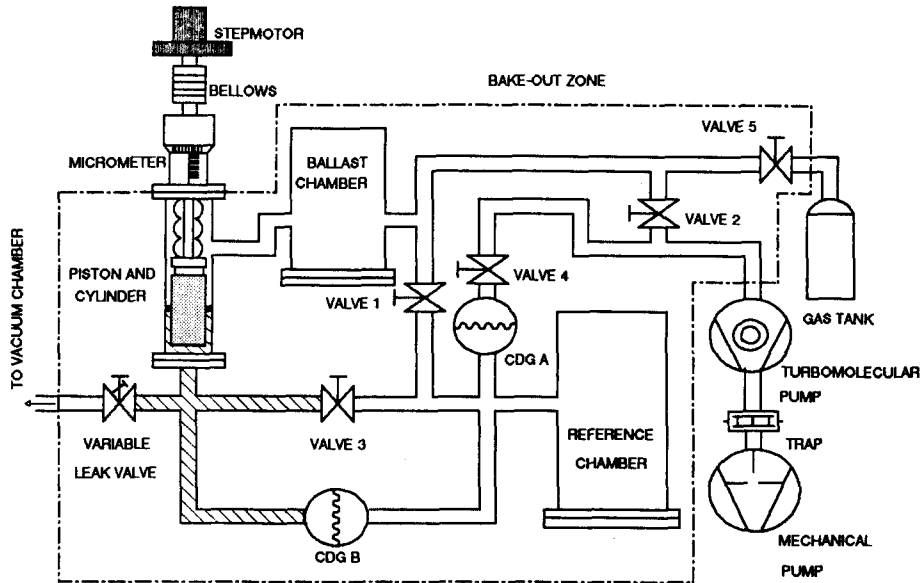 STEPMOTOR
BELLOWS
BAKE-OUT ZONE
VALVE 5
MICROMETER
BALLAST
CHAMBER
VALVE 2
TO VACUUM CHAMBER
PISTON AND
CYLINDER
VALVE 4
VALVE 1
GAS TANK
CDG A
TURBOMOLECULAR
PUMP
VARIABLE
LEAK VALVE
VALVE 3
REFERENCE
CHAMBER
TRAP
CDG B
MECHANICAL
PUMP